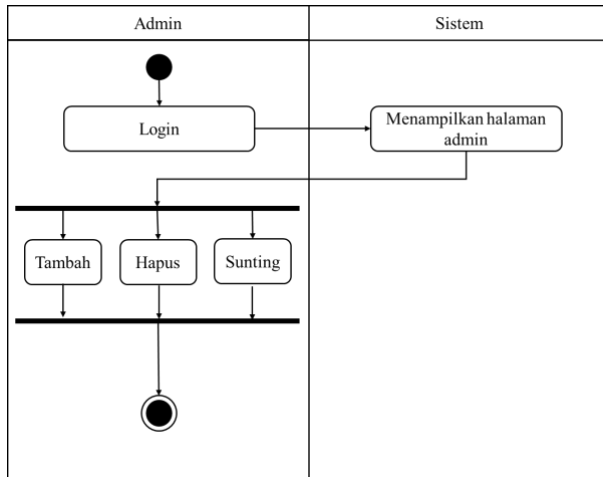 Admin
Sistem
Login
Menampilkan halaman
admin
Tambah
Hapus
Sunting